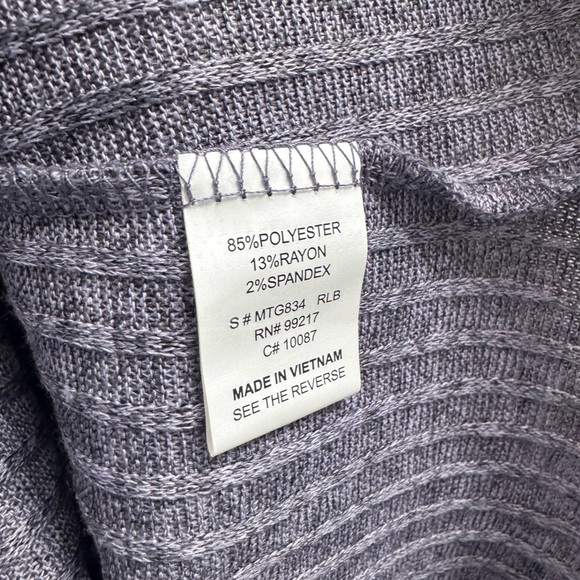 85%POLYESTER
13%RAYON
2%SPANDEX
S # MTG834 RLB
RN# 99217
C# 10087
MADE IN VIETNAM
SEE THE REVERSE